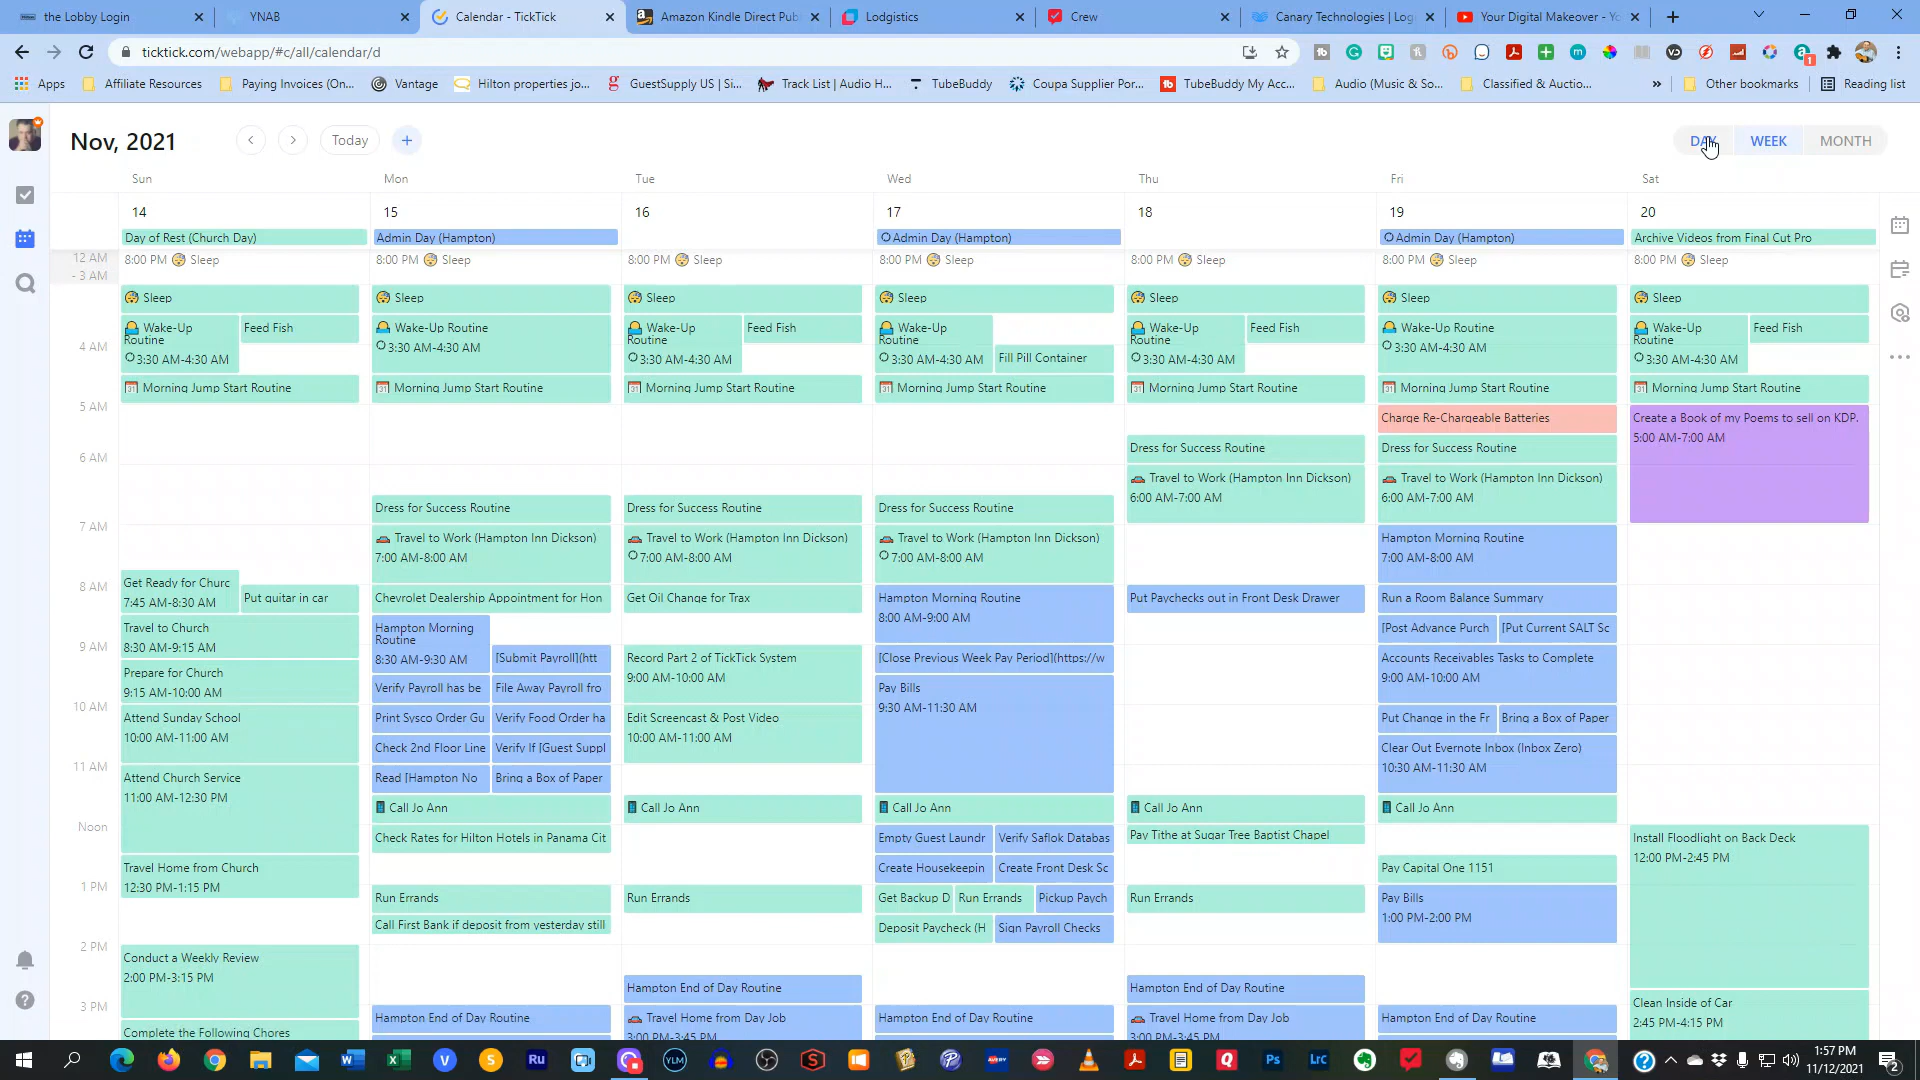 the Lobby Login
YNAB
Calendar - TickTick
Amazon Kindle Direct Pub
Lodgistics
Crew
Canary Technologies | Log
Your Digital Makeover - Yo
ticktick.com/webapp/#c/all/calendar/d
Apps
Affiliate Resources
Paying Invoices (On...
Vantage
Hilton properties jo...
GuestSupply US | Si...
Track List | Audio H...
TubeBuddy
Coupa Supplier Por...
TubeBuddy My Acc...
Audio (Music & So...
Classified & Auctio...
Other bookmarks
Reading list
Nov, 2021
Today
DAY
WEEK
MONTH
Sun
Mon
Tue
Wed
Thu
Fri
Sat
14
15
16
17
18
19
20
Day of Rest (Church Day)
Admin Day (Hampton)
Admin Day (Hampton)
Admin Day (Hampton)
Archive Videos from Final Cut Pro
12 AM
- 3 AM
4 AM
5 AM
6 AM
7 AM
8 AM
9 AM
10 AM
11 AM
Noon
1 PM
2 PM
3 PM
8:00 PM Sleep
Sleep
Wake-Up
Routine
3:30 AM-4:30 AM
Feed Fish
Morning Jump Start Routine
Get Ready for Churc
7:45 AM-8:30 AM
Put guitar in car
Travel to Church
8:30 AM-9:15 AM
Prepare for Church
9:15 AM-10:00 AM
Attend Sunday School
10:00 AM-11:00 AM
Attend Church Service
11:00 AM-12:30 PM
Travel Home from Church
12:30 PM-1:15 PM
Conduct a Weekly Review
2:00 PM-3:15 PM
Complete the Following Chores
8:00 PM Sleep
Sleep
Wake-Up Routine
3:30 AM-4:30 AM
Morning Jump Start Routine
Dress for Success Routine
Travel to Work (Hampton Inn Dickson)
7:00 AM-8:00 AM
Chevrolet Dealership Appointment for Hon
Hampton Morning
Routine
8:30 AM-9:30 AM
[Submit Payroll](htt
Verify Payroll has be
File Away Payroll fro
Print Sysco Order Gu
Verify Food Order ha
Check 2nd Floor Line
Verify If [Guest Suppl
Read [Hampton No
Bring a Box of Paper
Call Jo Ann
Check Rates for Hilton Hotels in Panama Cit
Run Errands
Call First Bank if deposit from yesterday still
Hampton End of Day Routine
8:00 PM Sleep
Sleep
Wake-Up
Routine
3:30 AM-4:30 AM
Feed Fish
Morning Jump Start Routine
Dress for Success Routine
Travel to Work (Hampton Inn Dickson)
7:00 AM-8:00 AM
Get Oil Change for Trax
Record Part 2 of TickTick System
9:00 AM-10:00 AM
Edit Screencast & Post Video
10:00 AM-11:00 AM
Call Jo Ann
Run Errands
Hampton End of Day Routine
Travel Home from Day Job
3:00 PM-3:45 PM
8:00 PM Sleep
Sleep
Wake-Up
Routine
3:30 AM-4:30 AM
Fill Pill Container
Morning Jump Start Routine
Dress for Success Routine
Travel to Work (Hampton Inn Dickson)
7:00 AM-8:00 AM
Hampton Morning Routine
8:00 AM-9:00 AM
[Close Previous Week Pay Period](https://w
Pay Bills
9:30 AM-11:30 AM
Call Jo Ann
Empty Guest Laundr
Verify Saflok Databas
Create Housekeepin
Create Front Desk Sc
Get Backup D
Run Errands
Pickup Paych
Deposit Paycheck (H
Sign Payroll Checks
Hampton End of Day Routine
8:00 PM Sleep
Sleep
Wake-Up
Routine
3:30 AM-4:30 AM
Feed Fish
Morning Jump Start Routine
Dress for Success Routine
Travel to Work (Hampton Inn Dickson)
6:00 AM-7:00 AM
Put Paychecks out in Front Desk Drawer
Call Jo Ann
Pay Tithe at Sugar Tree Baptist Chapel
Run Errands
Hampton End of Day Routine
Travel Home from Day Job
3:00 PM-3:45 PM
8:00 PM Sleep
Sleep
Wake-Up Routine
3:30 AM-4:30 AM
Morning Jump Start Routine
Charge Re-Chargeable Batteries
Dress for Success Routine
Travel to Work (Hampton Inn Dickson)
6:00 AM-7:00 AM
Hampton Morning Routine
7:00 AM-8:00 AM
Run a Room Balance Summary
[Post Advance Purch
[Put Current SALT Sc
Accounts Receivables Tasks to Complete
9:00 AM-10:00 AM
Put Change in the Fr
Bring a Box of Paper
Clear Out Evernote Inbox (Inbox Zero)
10:30 AM-11:30 AM
Call Jo Ann
Pay Capital One 1151
Pay Bills
1:00 PM-2:00 PM
Hampton End of Day Routine
8:00 PM Sleep
Sleep
Wake-Up
Routine
3:30 AM-4:30 AM
Feed Fish
Morning Jump Start Routine
Create a Book of my Poems to sell on KDP.
5:00 AM-7:00 AM
Install Floodlight on Back Deck
12:00 PM-2:45 PM
Clean Inside of Car
2:45 PM-4:15 PM
1:57 PM
11/12/2021
2